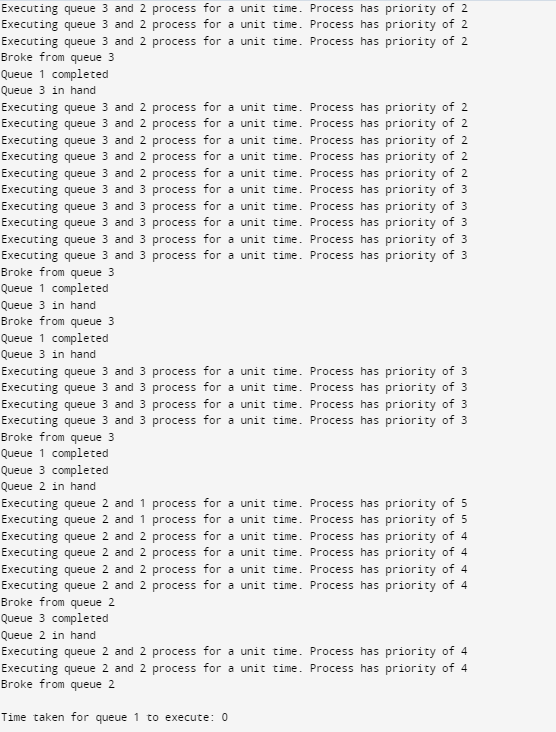 Executing queue 3 and 2 process for a unit time. Process has priority of 2
Executing queue 3 and 2 process for a unit time. Process has priority of 2
Executing queue 3 and 2 process for a unit time. Process has priority of 2
Broke from queue 3
Queue 1 completed
Queue 3 in hand
Executing queue 3 and 2 process for a unit time. Process has priority of 2
Executing queue 3 and 2 process for a unit time. Process has priority of 2
Executing queue 3 and 2 process for a unit time. Process has priority of 2
Executing queue 3 and 2 process for a unit time. Process has priority of 2
Executing queue 3 and 2 process for a unit time. Process has priority of 2
Executing queue 3 and 3 process for a unit time. Process has priority of 3
Executing queue 3 and 3 process for a unit time. Process has priority of 3
Executing queue 3 and 3 process for a unit time. Process has priority of 3
Executing queue 3 and 3 process for a unit time. Process has priority of 3
Executing queue 3 and 3 process for a unit time. Process has priority of 3
Broke from queue 3
Queue 1 completed
Queue 3 in hand
Broke from queue 3
Queue 1 completed
Queue 3 in hand
Executing queue 3 and 3 process for a unit time. Process has priority of 3
Executing queue 3 and 3 process for a unit time. Process has priority of 3
Executing queue 3 and 3 process for a unit time. Process has priority of 3
Executing queue 3 and 3 process for a unit time. Process has priority of 3
Broke from queue 3
Queue 1 completed
Queue 3 completed
Queue 2 in hand
Executing queue 2 and 1 process for a unit time. Process has priority of 5
Executing queue 2 and 1 process for a unit time. Process has priority of 5
Executing queue 2 and 2 process for a unit time. Process has priority of 4
Executing queue 2 and 2 process for a unit time. Process has priority of 4
Executing queue 2 and 2 process for a unit time. Process has priority of 4
Executing queue 2 and 2 process for a unit time. Process has priority of 4
Broke from queue 2
Queue 3 completed
Queue 2 in hand
Executing queue 2 and 2 process for a unit time. Process has priority of 4
Executing queue 2 and 2 process for a unit time. Process has priority of 4
Broke from queue 2
Time taken for queue 1 to execute: 0